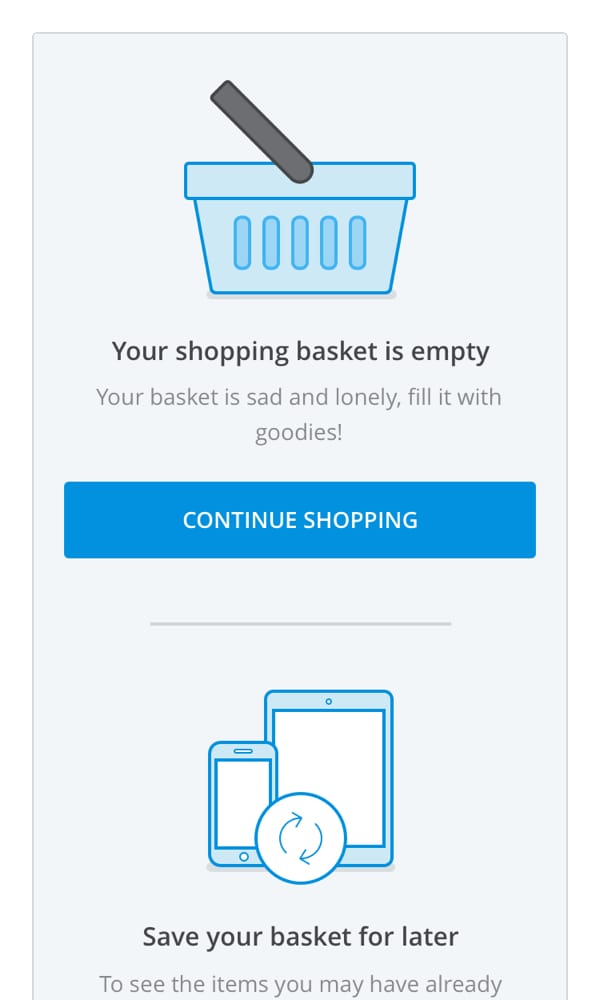 Your shopping basket is empty
Your basket is sad and lonely, fill it with
goodies!
CONTINUE SHOPPING
Save your basket for later
To see the items you may have already